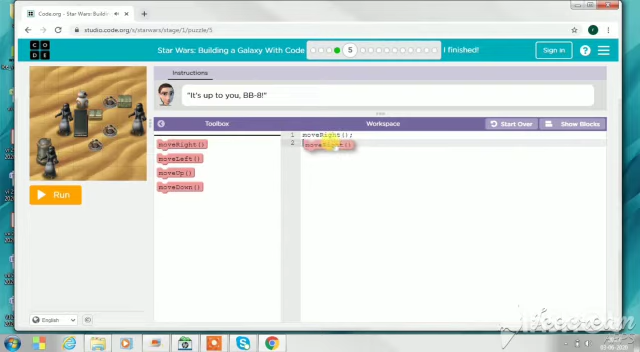 Code.org - Star Wars: Buildin
studio.code.org/s/starwars/stage/1/puzzle/5
CODE
Star Wars: Building a Galaxy With Code
5
I finished!
Sign in
?
Instructions
"It's up to you, BB-8!"
Toolbox
Workspace
Start Over
Show Blocks
moveRight()
moveLeft()
moveUp()
moveDown()
1 moveRight();
2 moveRight()
Run
English